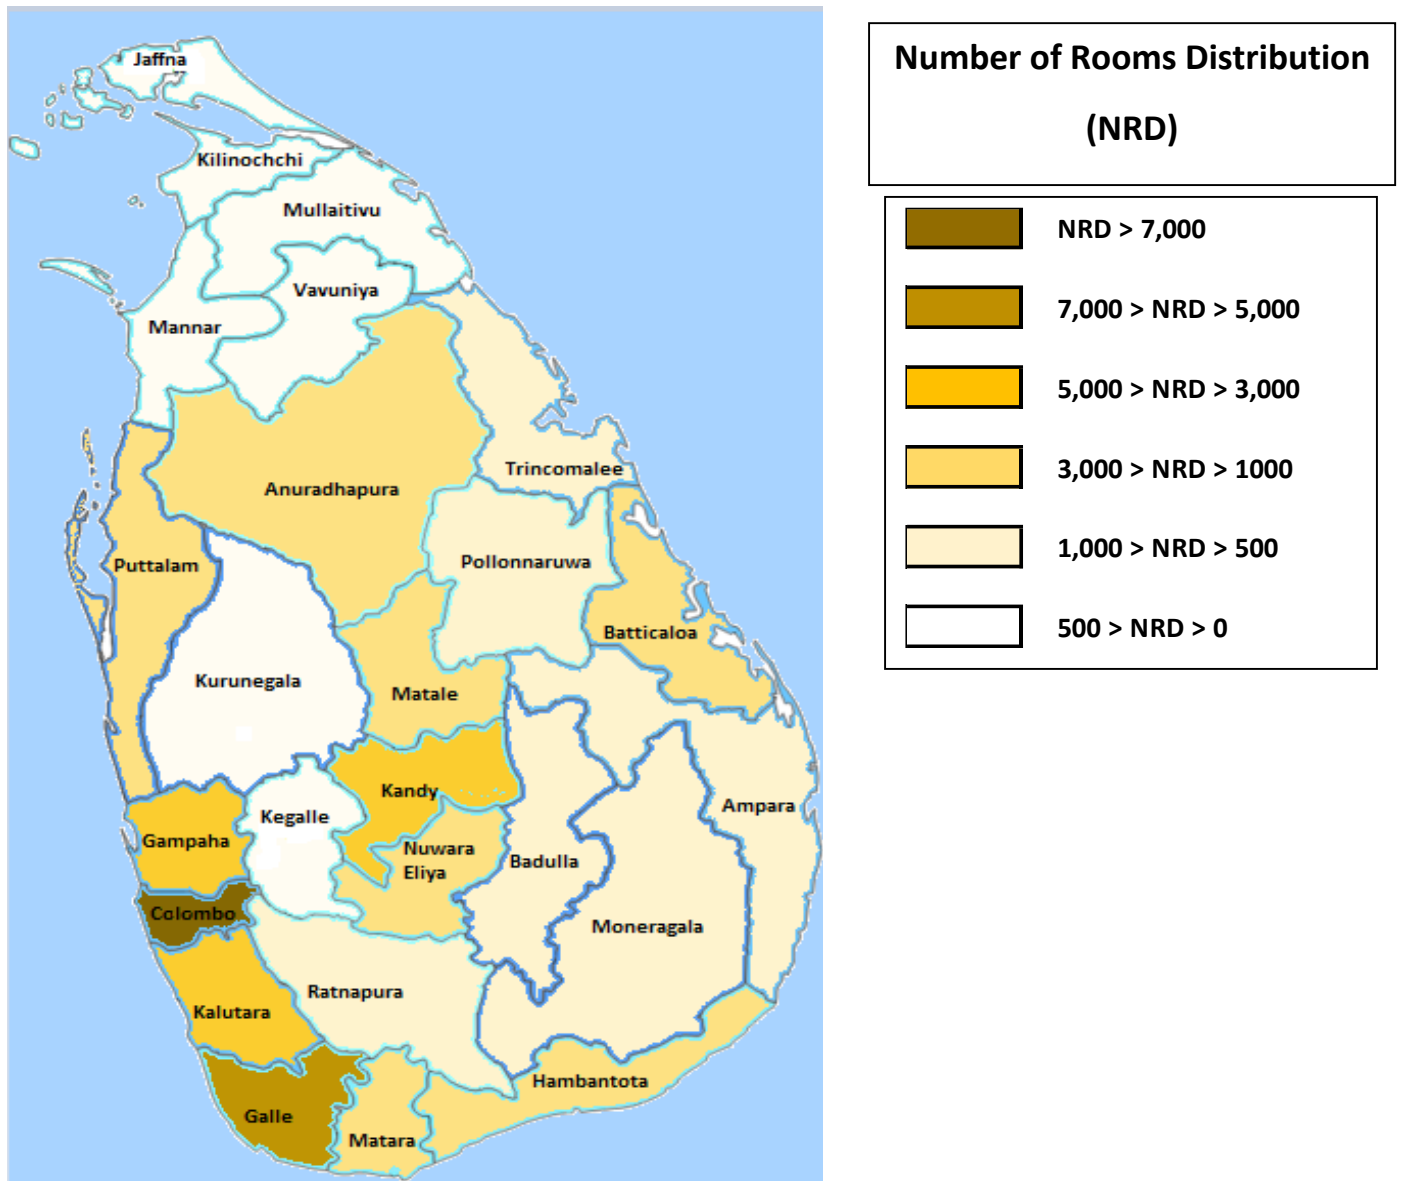 Jaffna
Kilinochchi
Mullaitivu
Vavuniya
Mannar
Trincomalee
Anuradhapura
Puttalam
Pollonnaruwa
Batticaloa
Kurunegala
Matale
Kandy
Ampara
Kegalle
Gampaha
Nuwara
Eliya
Badulla
Colombo
Moneragala
Ratnapura
Kalutara
Hambantota
Galle
Matara
Number of Rooms Distribution
(NRD)
NRD > 7,000
7,000 > NRD > 5,000
5,000 > NRD > 3,000
3,000 > NRD > 1000
1,000 > NRD > 500
500 > NRD > 0